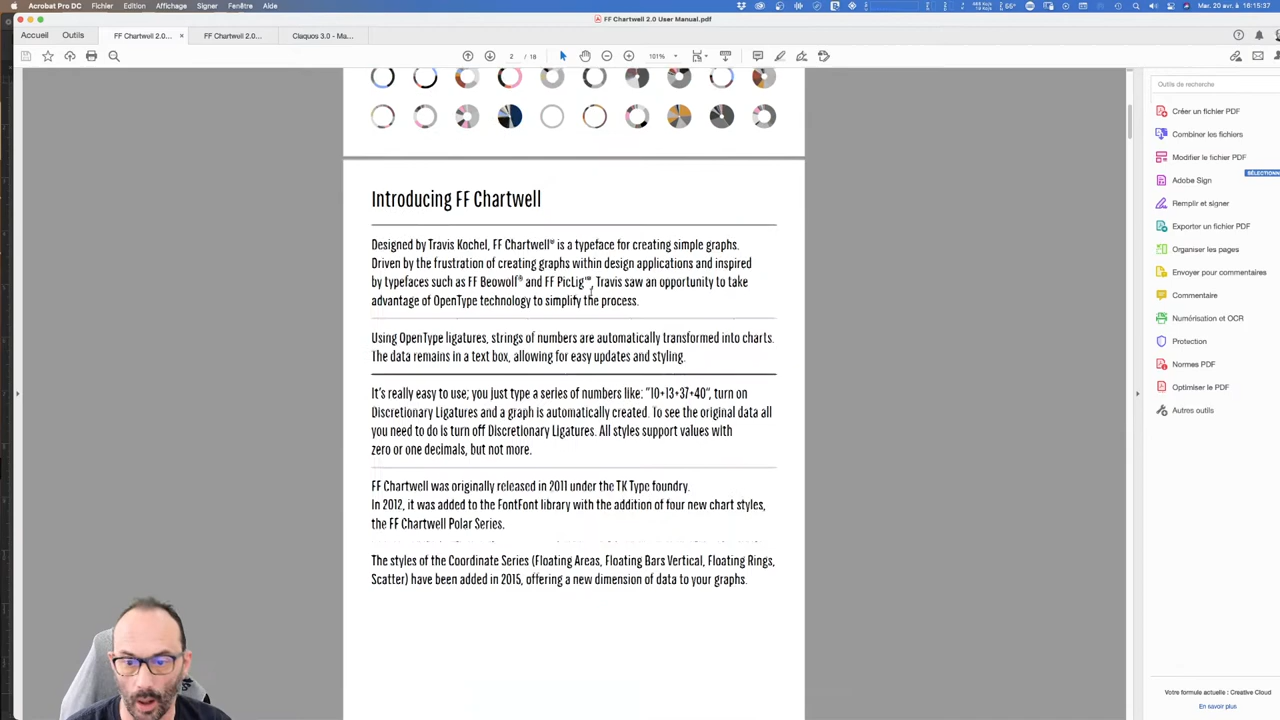 Acrobat Pro DC Fichier Edition Affichage Signer Fenêtre Aide
66° Mar. 20 avr. à 16:15:37
FF Chartwell 2.0 User Manual.pdf
Accueil Outils FF Chartwell 2.0... × FF Chartwell 2.0... Claquos 3.0 - Ma...
2 / 18 101%
Outils de recherche
Créer un fichier PDF
Combiner les fichiers
Modifier le fichier PDF
Adobe Sign
Remplir et signer
Exporter un fichier PDF
Organiser les pages
Envoyer pour commentaires
Commentaire
Numérisation et OCR
Protection
Normes PDF
Optimiser le PDF
Autres outils
Introducing FF Chartwell
Designed by Travis Kochel, FF Chartwell® is a typeface for creating simple graphs.
Driven by the frustration of creating graphs within design applications and inspired
by typefaces such as FF Beowolf® and FF PicLig™, Travis saw an opportunity to take
advantage of OpenType technology to simplify the process.
Using OpenType ligatures, strings of numbers are automatically transformed into charts.
The data remains in a text box, allowing for easy updates and styling.
It's really easy to use; you just type a series of numbers like: “10+13+37+40”, turn on
Discretionary Ligatures and a graph is automatically created. To see the original data all
you need to do is turn off Discretionary Ligatures. All styles support values with
zero or one decimals, but not more.
FF Chartwell was originally released in 2011 under the TK Type foundry.
In 2012, it was added to the FontFont library with the addition of four new chart styles,
the FF Chartwell Polar Series.
The styles of the Coordinate Series (Floating Areas, Floating Bars Vertical, Floating Rings,
Scatter) have been added in 2015, offering a new dimension of data to your graphs.
Votre formule actuelle : Creative Cloud
En savoir plus